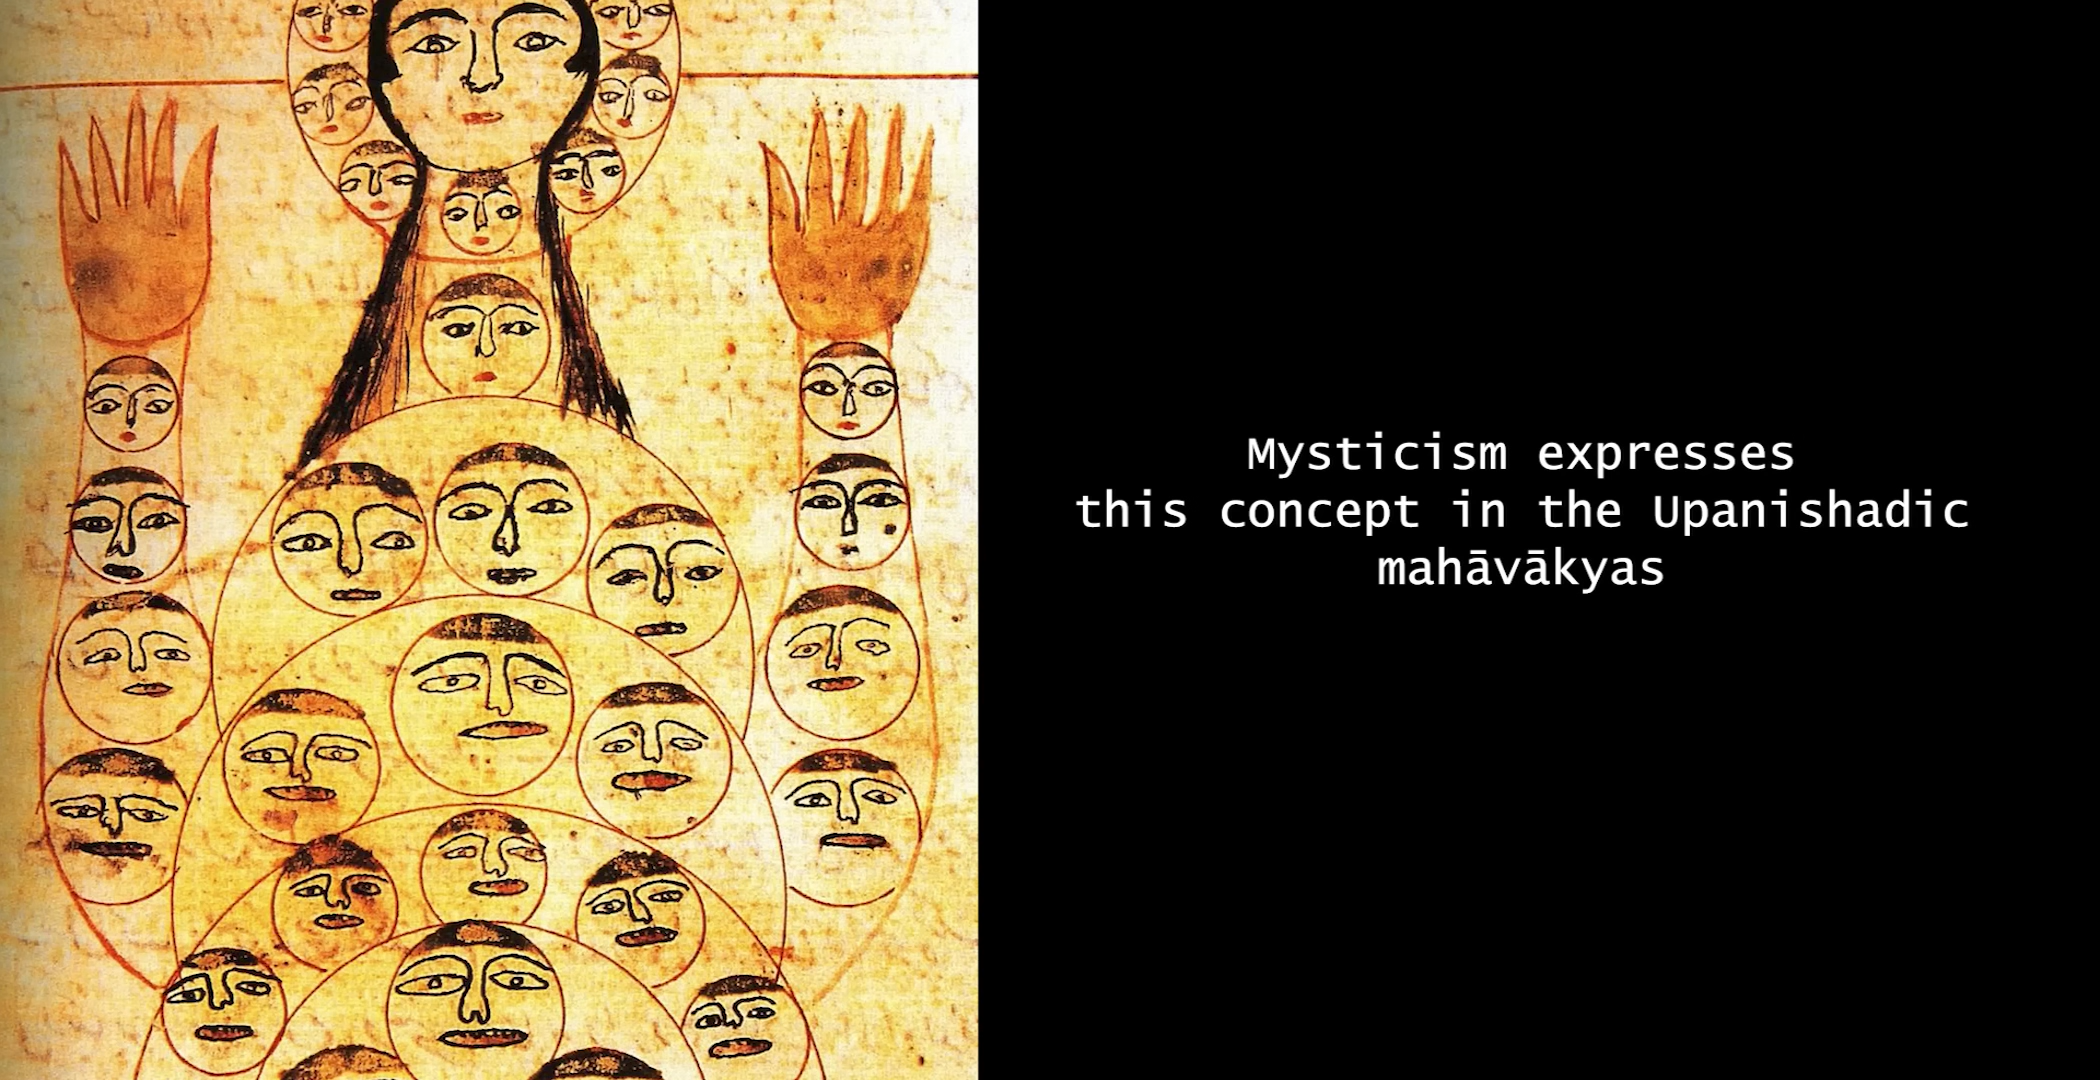 Mysticism expresses
this concept in the Upanishadic
mahāvākyas